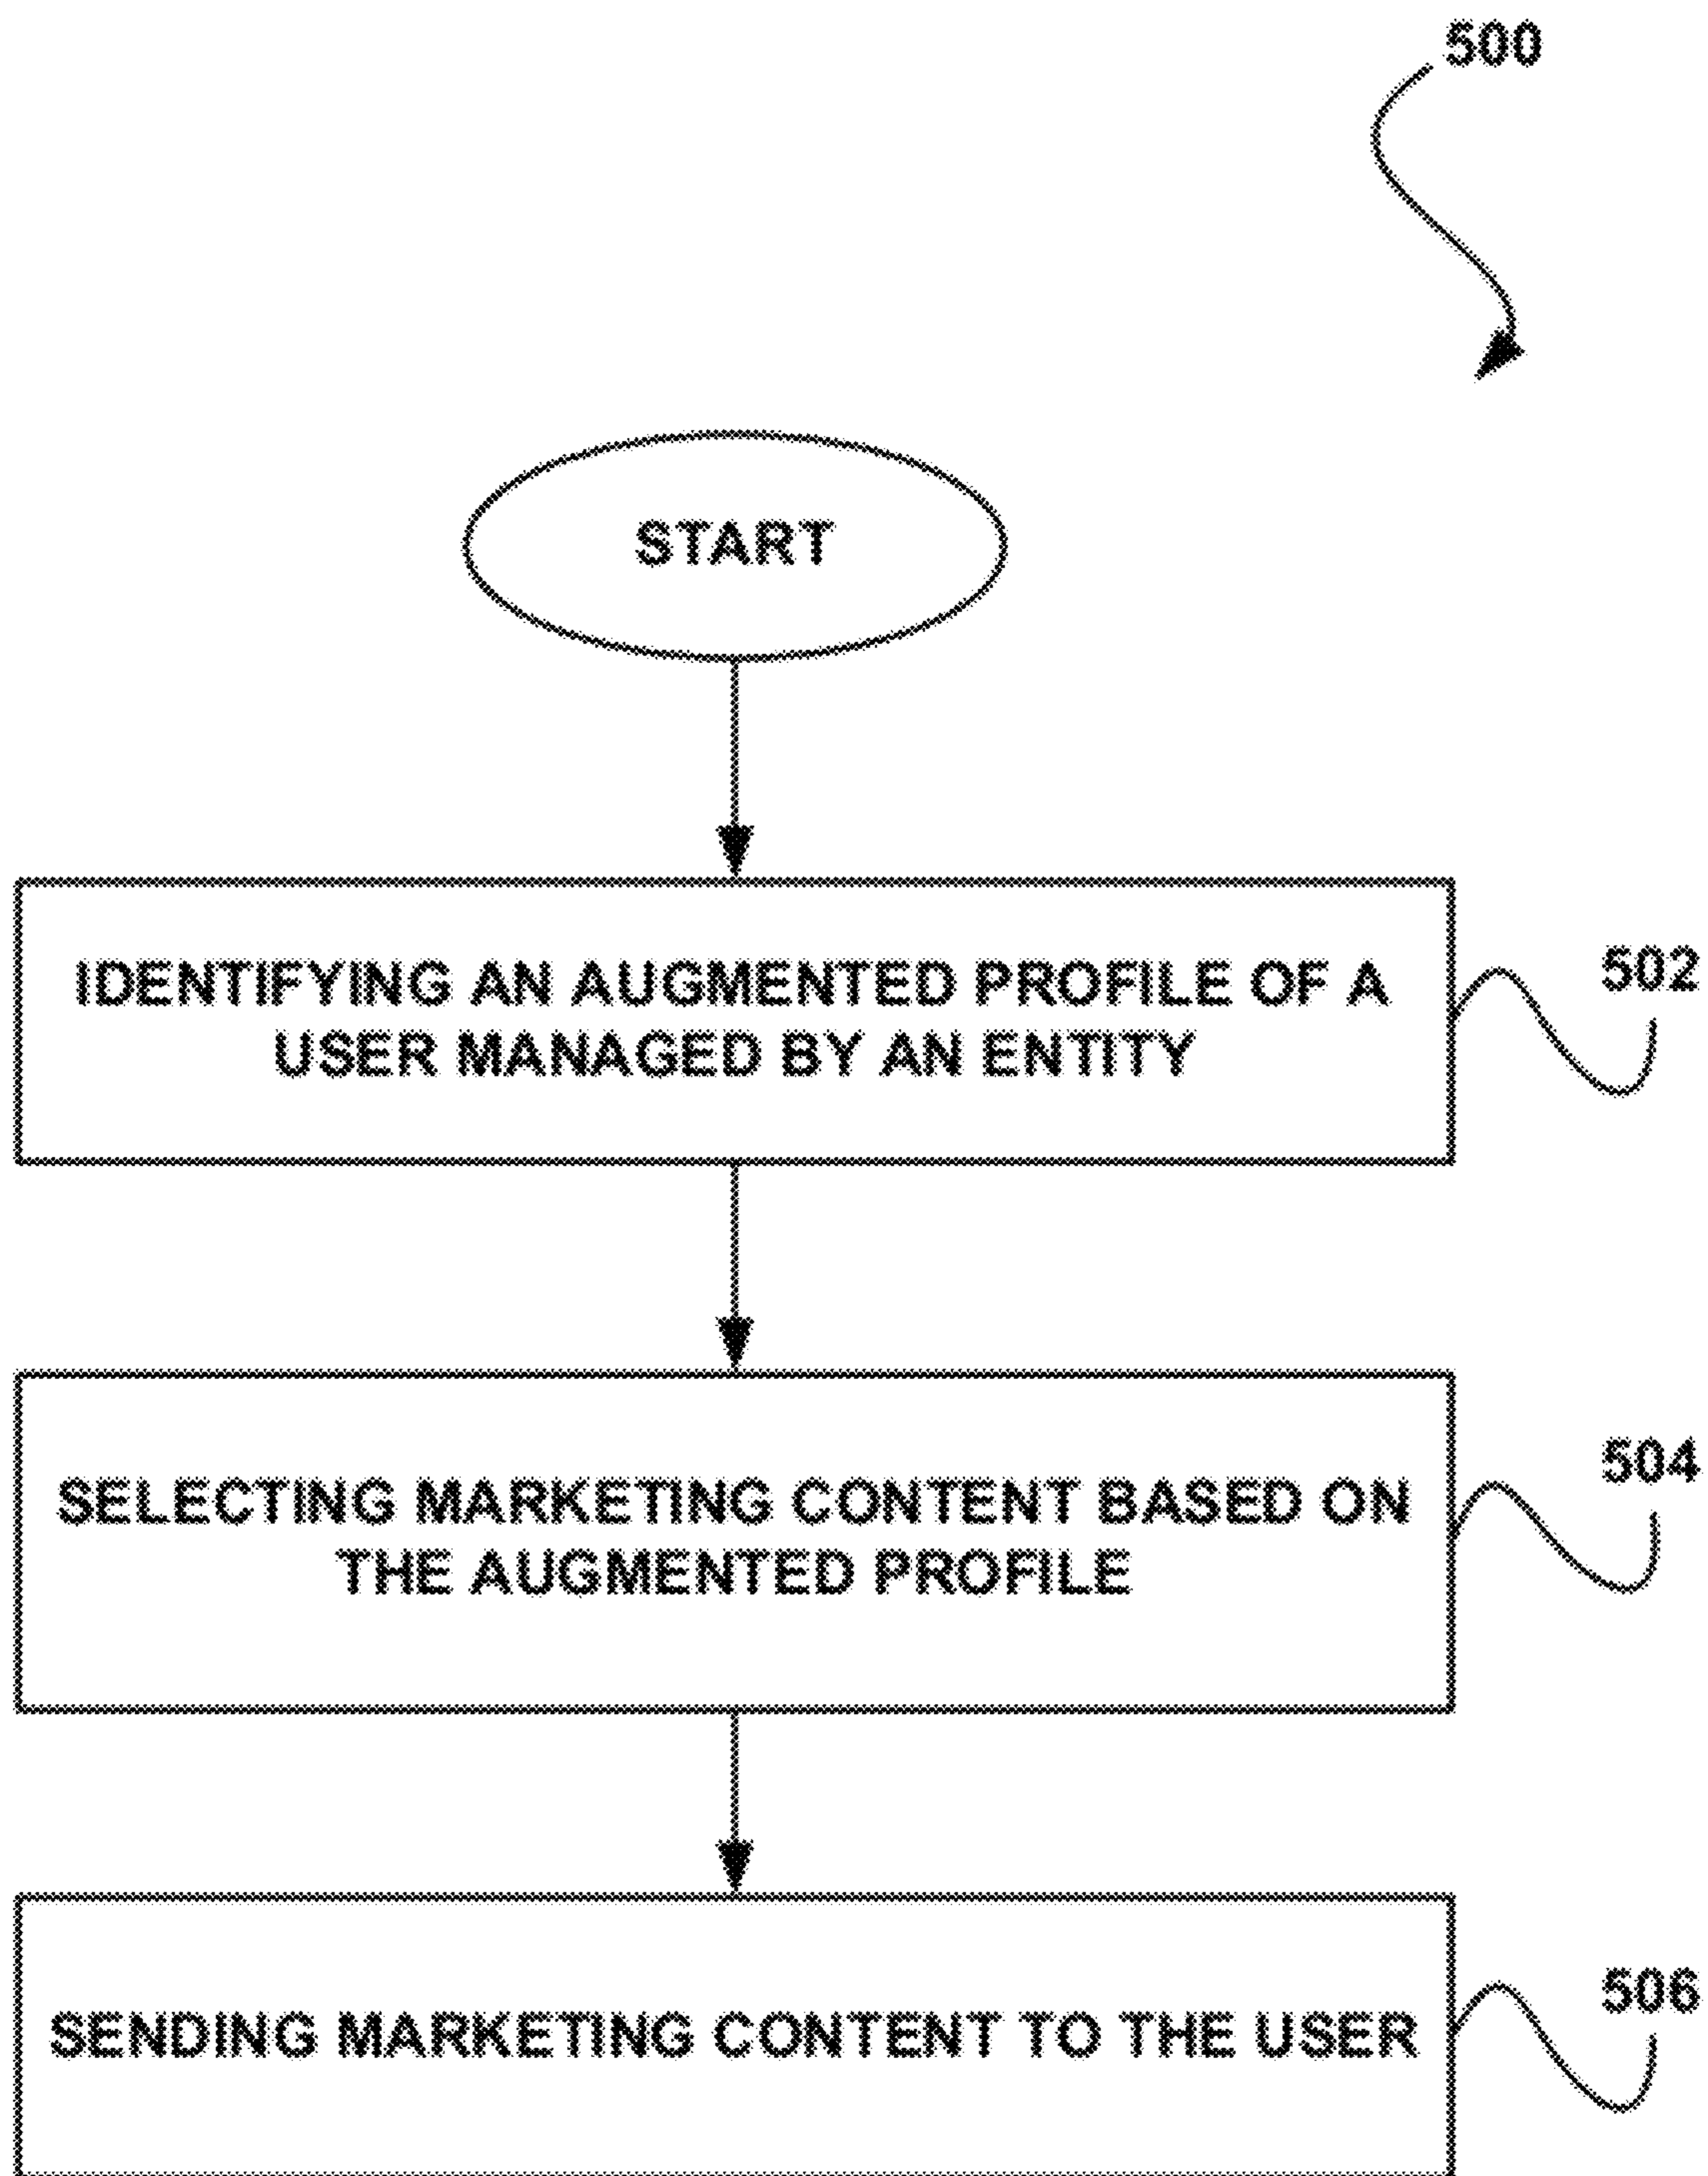 500
START
IDENTIFYING AN AUGMENTED PROFILE OF A
USER MANAGED BY AN ENTITY
502
SELECTING MARKETING CONTENT BASED ON
THE AUGMENTED PROFILE
504
SENDING MARKETING CONTENT TO THE USER
506